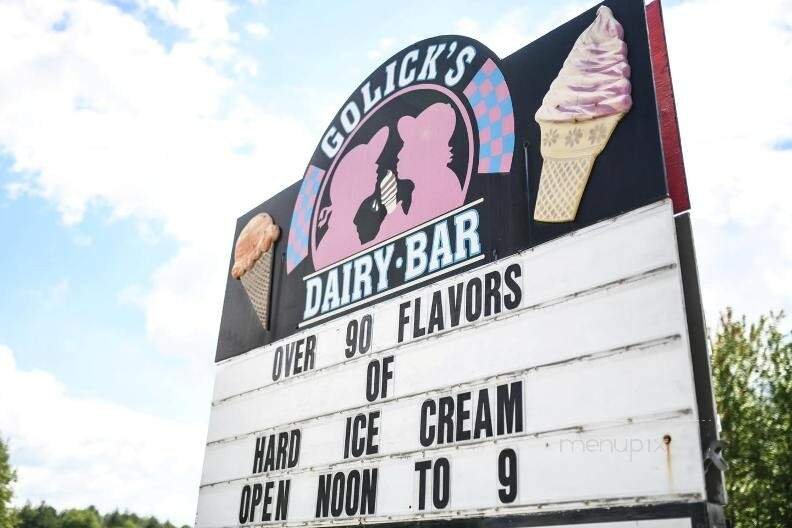 GOLICK'S
DAIRY·BAR
OVER 90 FLAVORS
OF
HARD ICE CREAM
OPEN NOON TO 9
menupix